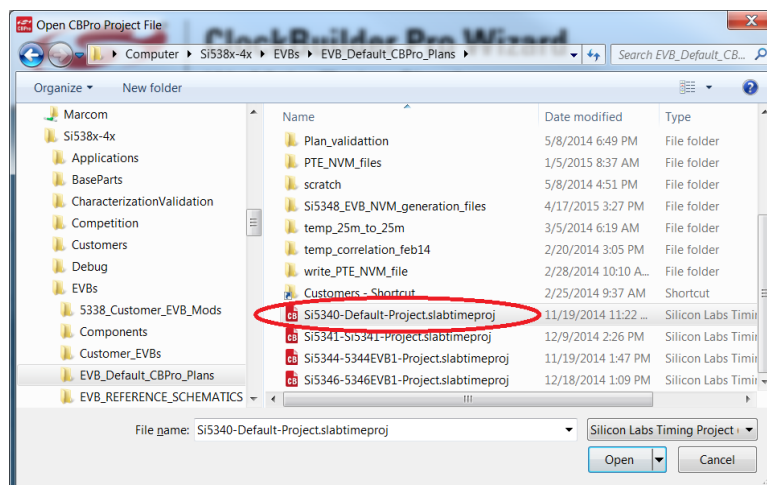 Open CBPro Project File
ClockBuilder Pro Wizard
Computer Si538x-4x EVBs EVB_Default_CBPro_Plans
Search EVB_Default_CB...
Organize New folder
Marcom
Si538x-4x
Applications
BaseParts
CharacterizationValidation
Competition
Customers
Debug
EVBs
5338_Customer_EVB_Mods
Components
Customer_EVBs
EVB_Default_CBPro_Plans
EVB_REFERENCE_SCHEMATICS
Name Date modified Type
Plan_validattion 5/8/2014 6:49 PM File folder
PTE_NVM_files 1/5/2015 8:37 AM File folder
scratch 5/8/2014 4:51 PM File folder
Si5348_EVB_NVM_generation_files 4/17/2015 3:27 PM File folder
temp_25m_to_25m 3/5/2014 6:19 AM File folder
temp_correlation_feb14 2/20/2014 3:05 PM File folder
write_PTE_NVM_file 2/28/2014 10:10 A... File folder
Customers - Shortcut 2/25/2014 9:37 AM Shortcut
Si5340-Default-Project.slabtimeproj 11/19/2014 11:22 ... Silicon Labs Timir
Si5341-Si5341-Project.slabtimeproj 12/9/2014 2:26 PM Silicon Labs Timir
Si5344-5344EVB1-Project.slabtimeproj 11/19/2014 1:47 PM Silicon Labs Timir
Si5346-5346EVB1-Project.slabtimeproj 12/18/2014 1:09 PM Silicon Labs Timir
File name: Si5340-Default-Project.slabtimeproj
Silicon Labs Timing Project
Open Cancel